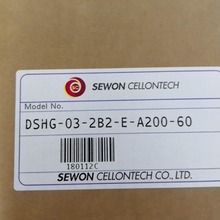 SEWON CELLONTECH
Model No.
DSHG-03-2B2-E-A200-60
180112C
SEWON CELLONTECH CO., LTD.